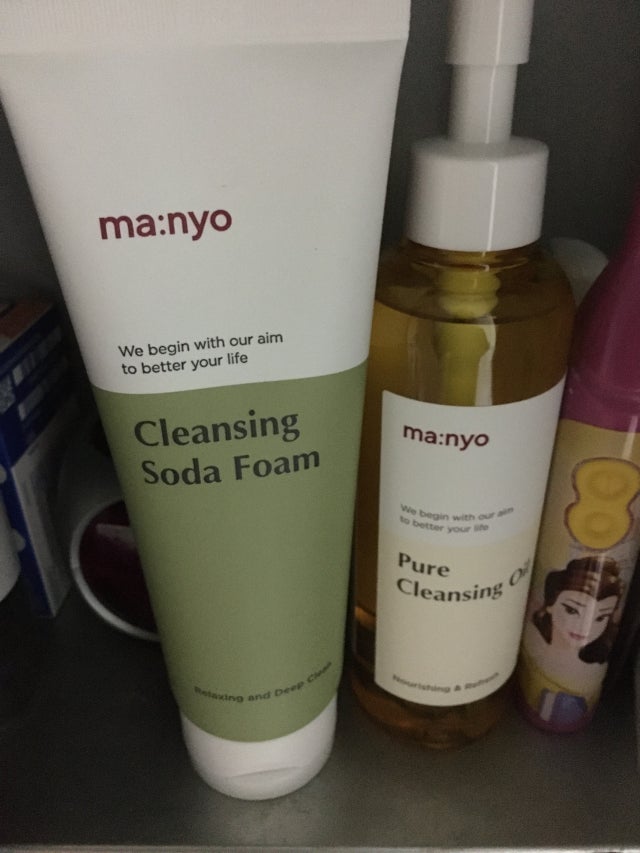 ma:nyo
We begin with our aim
to better your life
Cleansing
Soda Foam
Relaxing and Deep Clean
ma:nyo
We begin with our aim
to better your life
Pure
Cleansing Oil
Nourishing & Refresh